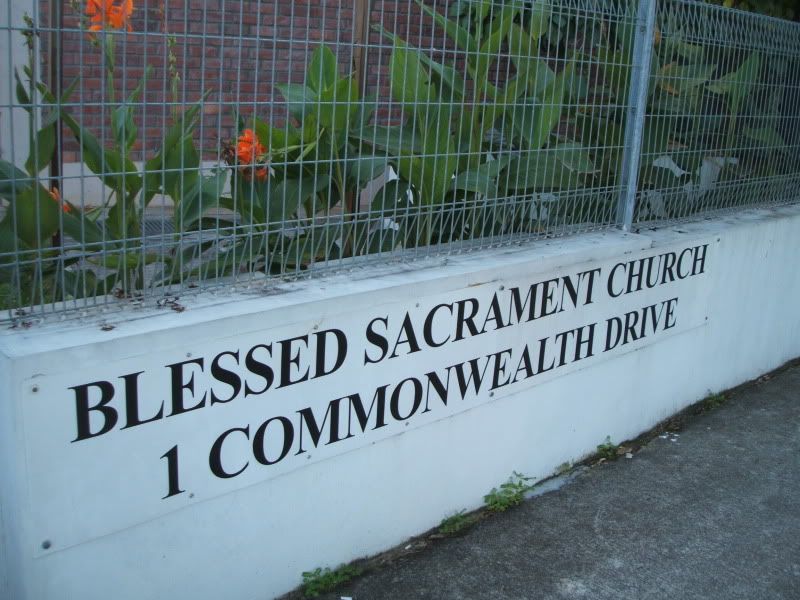 BLESSED SACRAMENT CHURCH
1 COMMONWEALTH DRIVE